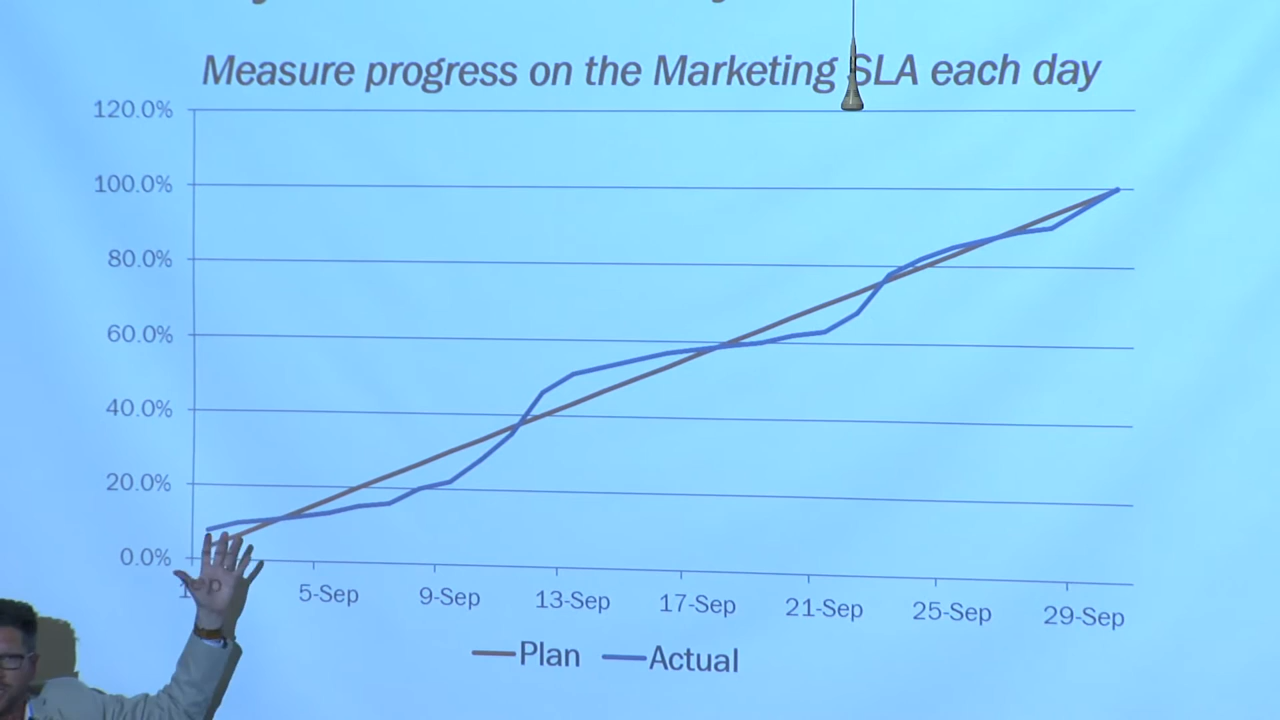 Measure progress on the Marketing SLA each day
120.0%
100.0%
80.0%
60.0%
40.0%
20.0%
0.0%
5-Sep 9-Sep 13-Sep 17-Sep 21-Sep 25-Sep 29-Sep
Plan Actual